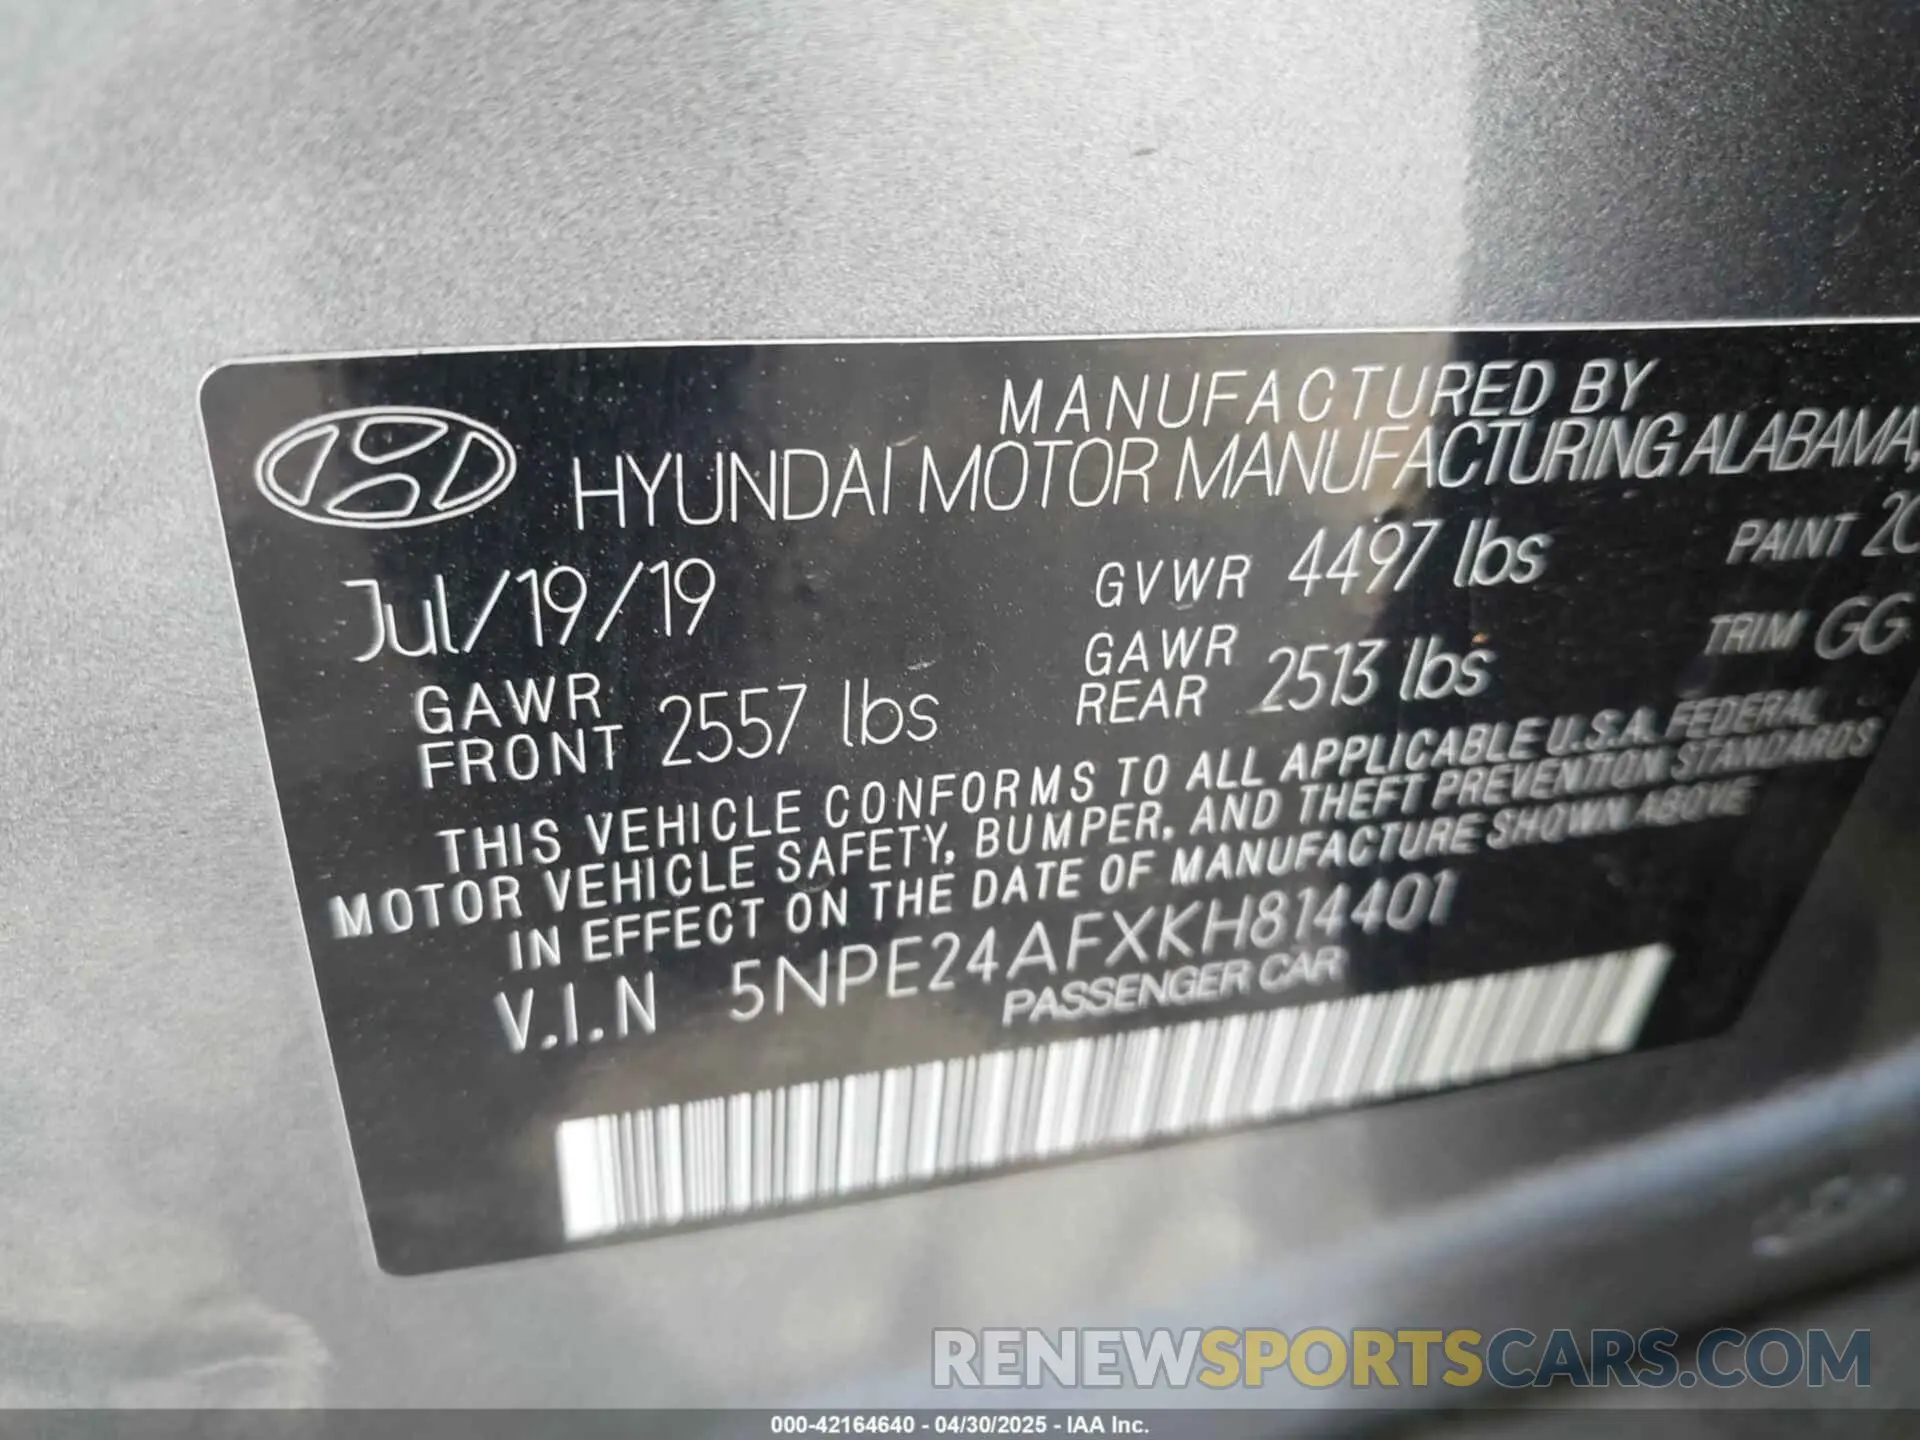 MANUFACTURED BY
HYUNDAI MOTOR MANUFACTURING ALABAMA,
Jul/19/19 GVWR 4497 lbs PAINT
GAWR FRONT 2557 lbs GAWR REAR 2513 lbs TRIM GG
THIS VEHICLE CONFORMS TO ALL APPLICABLE U.S.A. FEDERAL
MOTOR VEHICLE SAFETY, BUMPER, AND THEFT PREVENTION STANDARDS
IN EFFECT ON THE DATE OF MANUFACTURE SHOWN ABOVE
V.I.N 5NPE24AFXKH814401
PASSENGER CAR
RENEWSPORTSCARS.COM
000-42164640 - 04/30/2025 - IAA Inc.